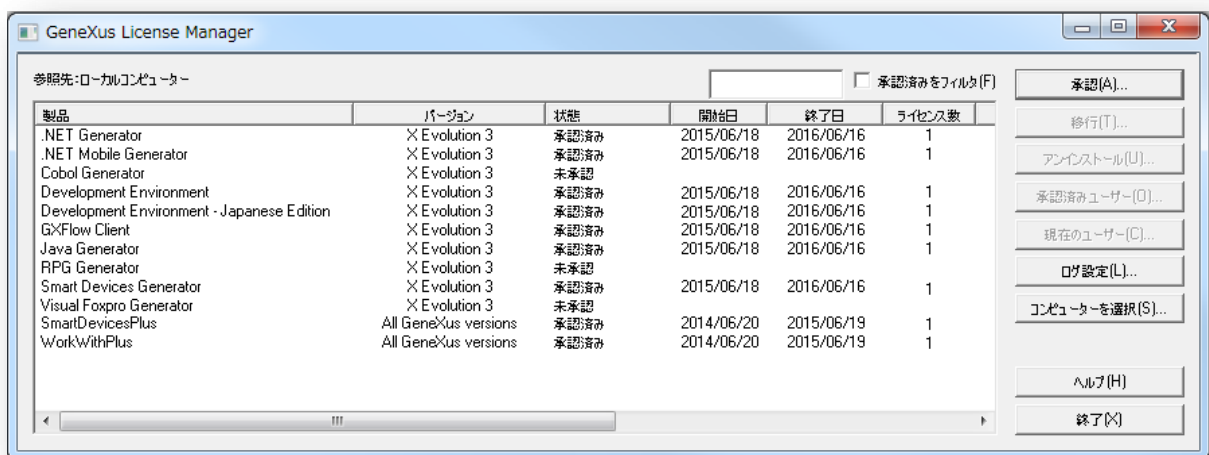 GeneXus License Manager
参照先:ローカルコンピューター
承認済みをフィルタ(F)
製品 バージョン 状態 開始日 終了日 ライセンス数
.NET Generator X Evolution 3 承認済み 2015/06/18 2016/06/16 1
.NET Mobile Generator X Evolution 3 承認済み 2015/06/18 2016/06/16 1
Cobol Generator X Evolution 3 未承認
Development Environment X Evolution 3 承認済み 2015/06/18 2016/06/16 1
Development Environment - Japanese Edition X Evolution 3 承認済み 2015/06/18 2016/06/16 1
GXFlow Client X Evolution 3 承認済み 2015/06/18 2016/06/16 1
Java Generator X Evolution 3 承認済み 2015/06/18 2016/06/16 1
RPG Generator X Evolution 3 未承認
Smart Devices Generator X Evolution 3 承認済み 2015/06/18 2016/06/16 1
Visual Foxpro Generator X Evolution 3 未承認
SmartDevicesPlus All GeneXus versions 承認済み 2014/06/20 2015/06/19 1
WorkWithPlus All GeneXus versions 承認済み 2014/06/20 2015/06/19 1
承認(A)...
移行(T)...
アンインストール(U)...
承認済みユーザー(O)...
現在のユーザー(C)...
ログ設定(L)...
コンピューターを選択(S)...
ヘルプ(H)
終了(X)